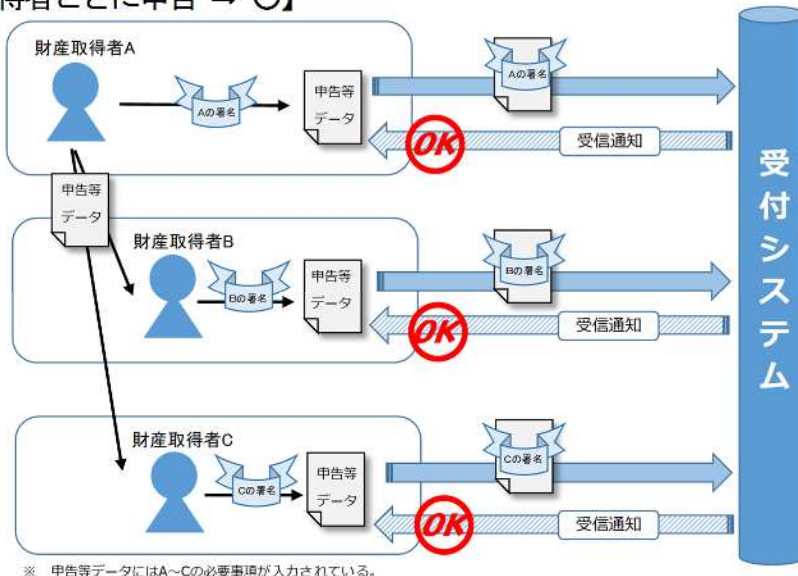 得者ごとに申告 → 〇】
財産取得者A
Aの署名
申告等
データ
Aの署名
OK
受信通知
申告等
データ
財産取得者B
Bの署名
申告等
データ
Bの署名
OK
受信通知
財産取得者C
Cの署名
申告等
データ
Cの署名
OK
受信通知
受付システム
※ 申告等データにはA～Cの必要事項が入力されている。